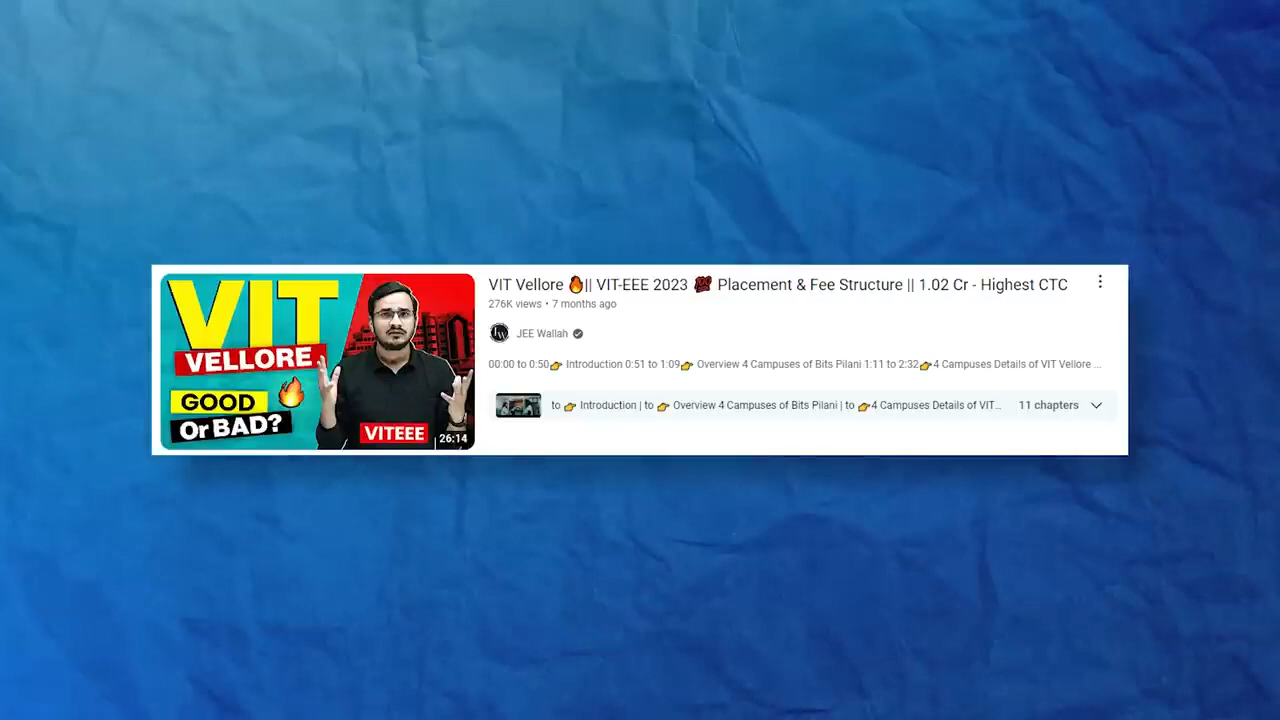 VIT
VELLORE
GOOD
Or BAD?
VITEEE
26:14
VIT Vellore 🔥|| VIT-EEE 2023 💯 Placement & Fee Structure || 1.02 Cr - Highest CTC
276K views • 7 months ago
JW JEE Wallah
00:00 to 0:50👉 Introduction 0:51 to 1:09👉 Overview 4 Campuses of Bits Pilani 1:11 to 2:32👉4 Campuses Details of VIT Vellore ...
to 👉 Introduction | to 👉 Overview 4 Campuses of Bits Pilani | to 👉4 Campuses Details of VIT... 11 chapters